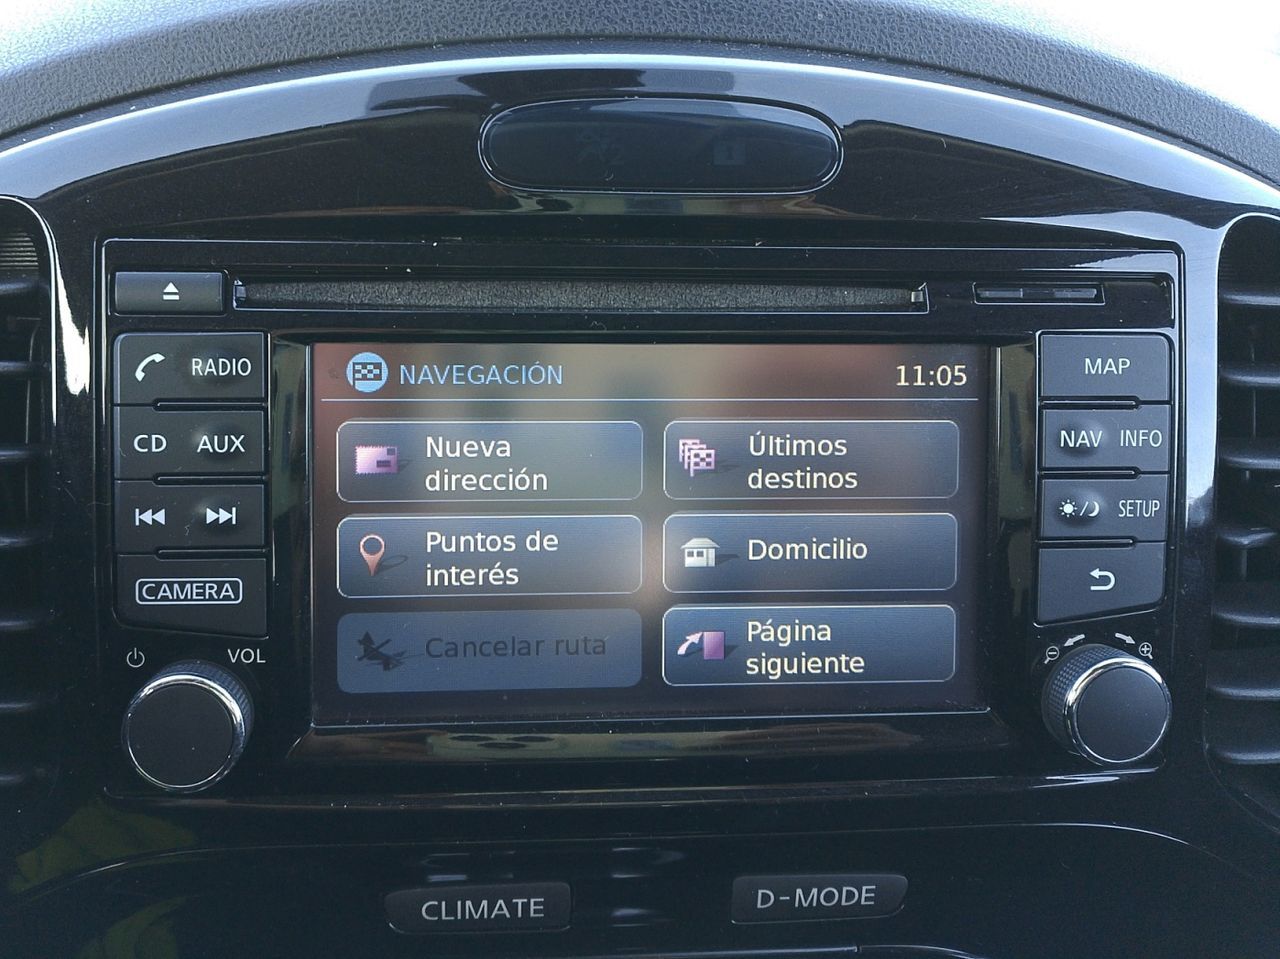 RADIO
CD AUX
CAMERA
VOL
NAVEGACIÓN 11:05
Nueva
dirección
Últimos
destinos
Puntos de
interés
Domicilio
Cancelar ruta
Página
siguiente
MAP
NAV INFO
SETUP
CLIMATE
D-MODE